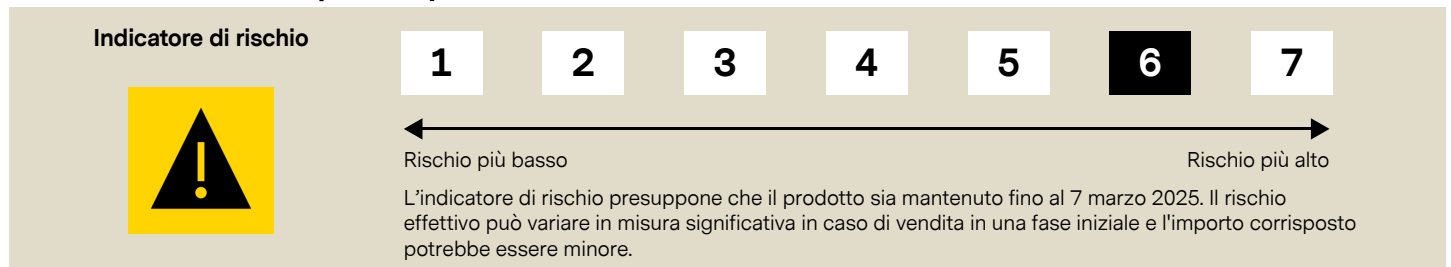 Indicatore di rischio
1 2 3 4 5 6 7
Rischio più basso Rischio più alto
L'indicatore di rischio presuppone che il prodotto sia mantenuto fino al 7 marzo 2025. Il rischio
effettivo può variare in misura significativa in caso di vendita in una fase iniziale e l'importo corrisposto
potrebbe essere minore.